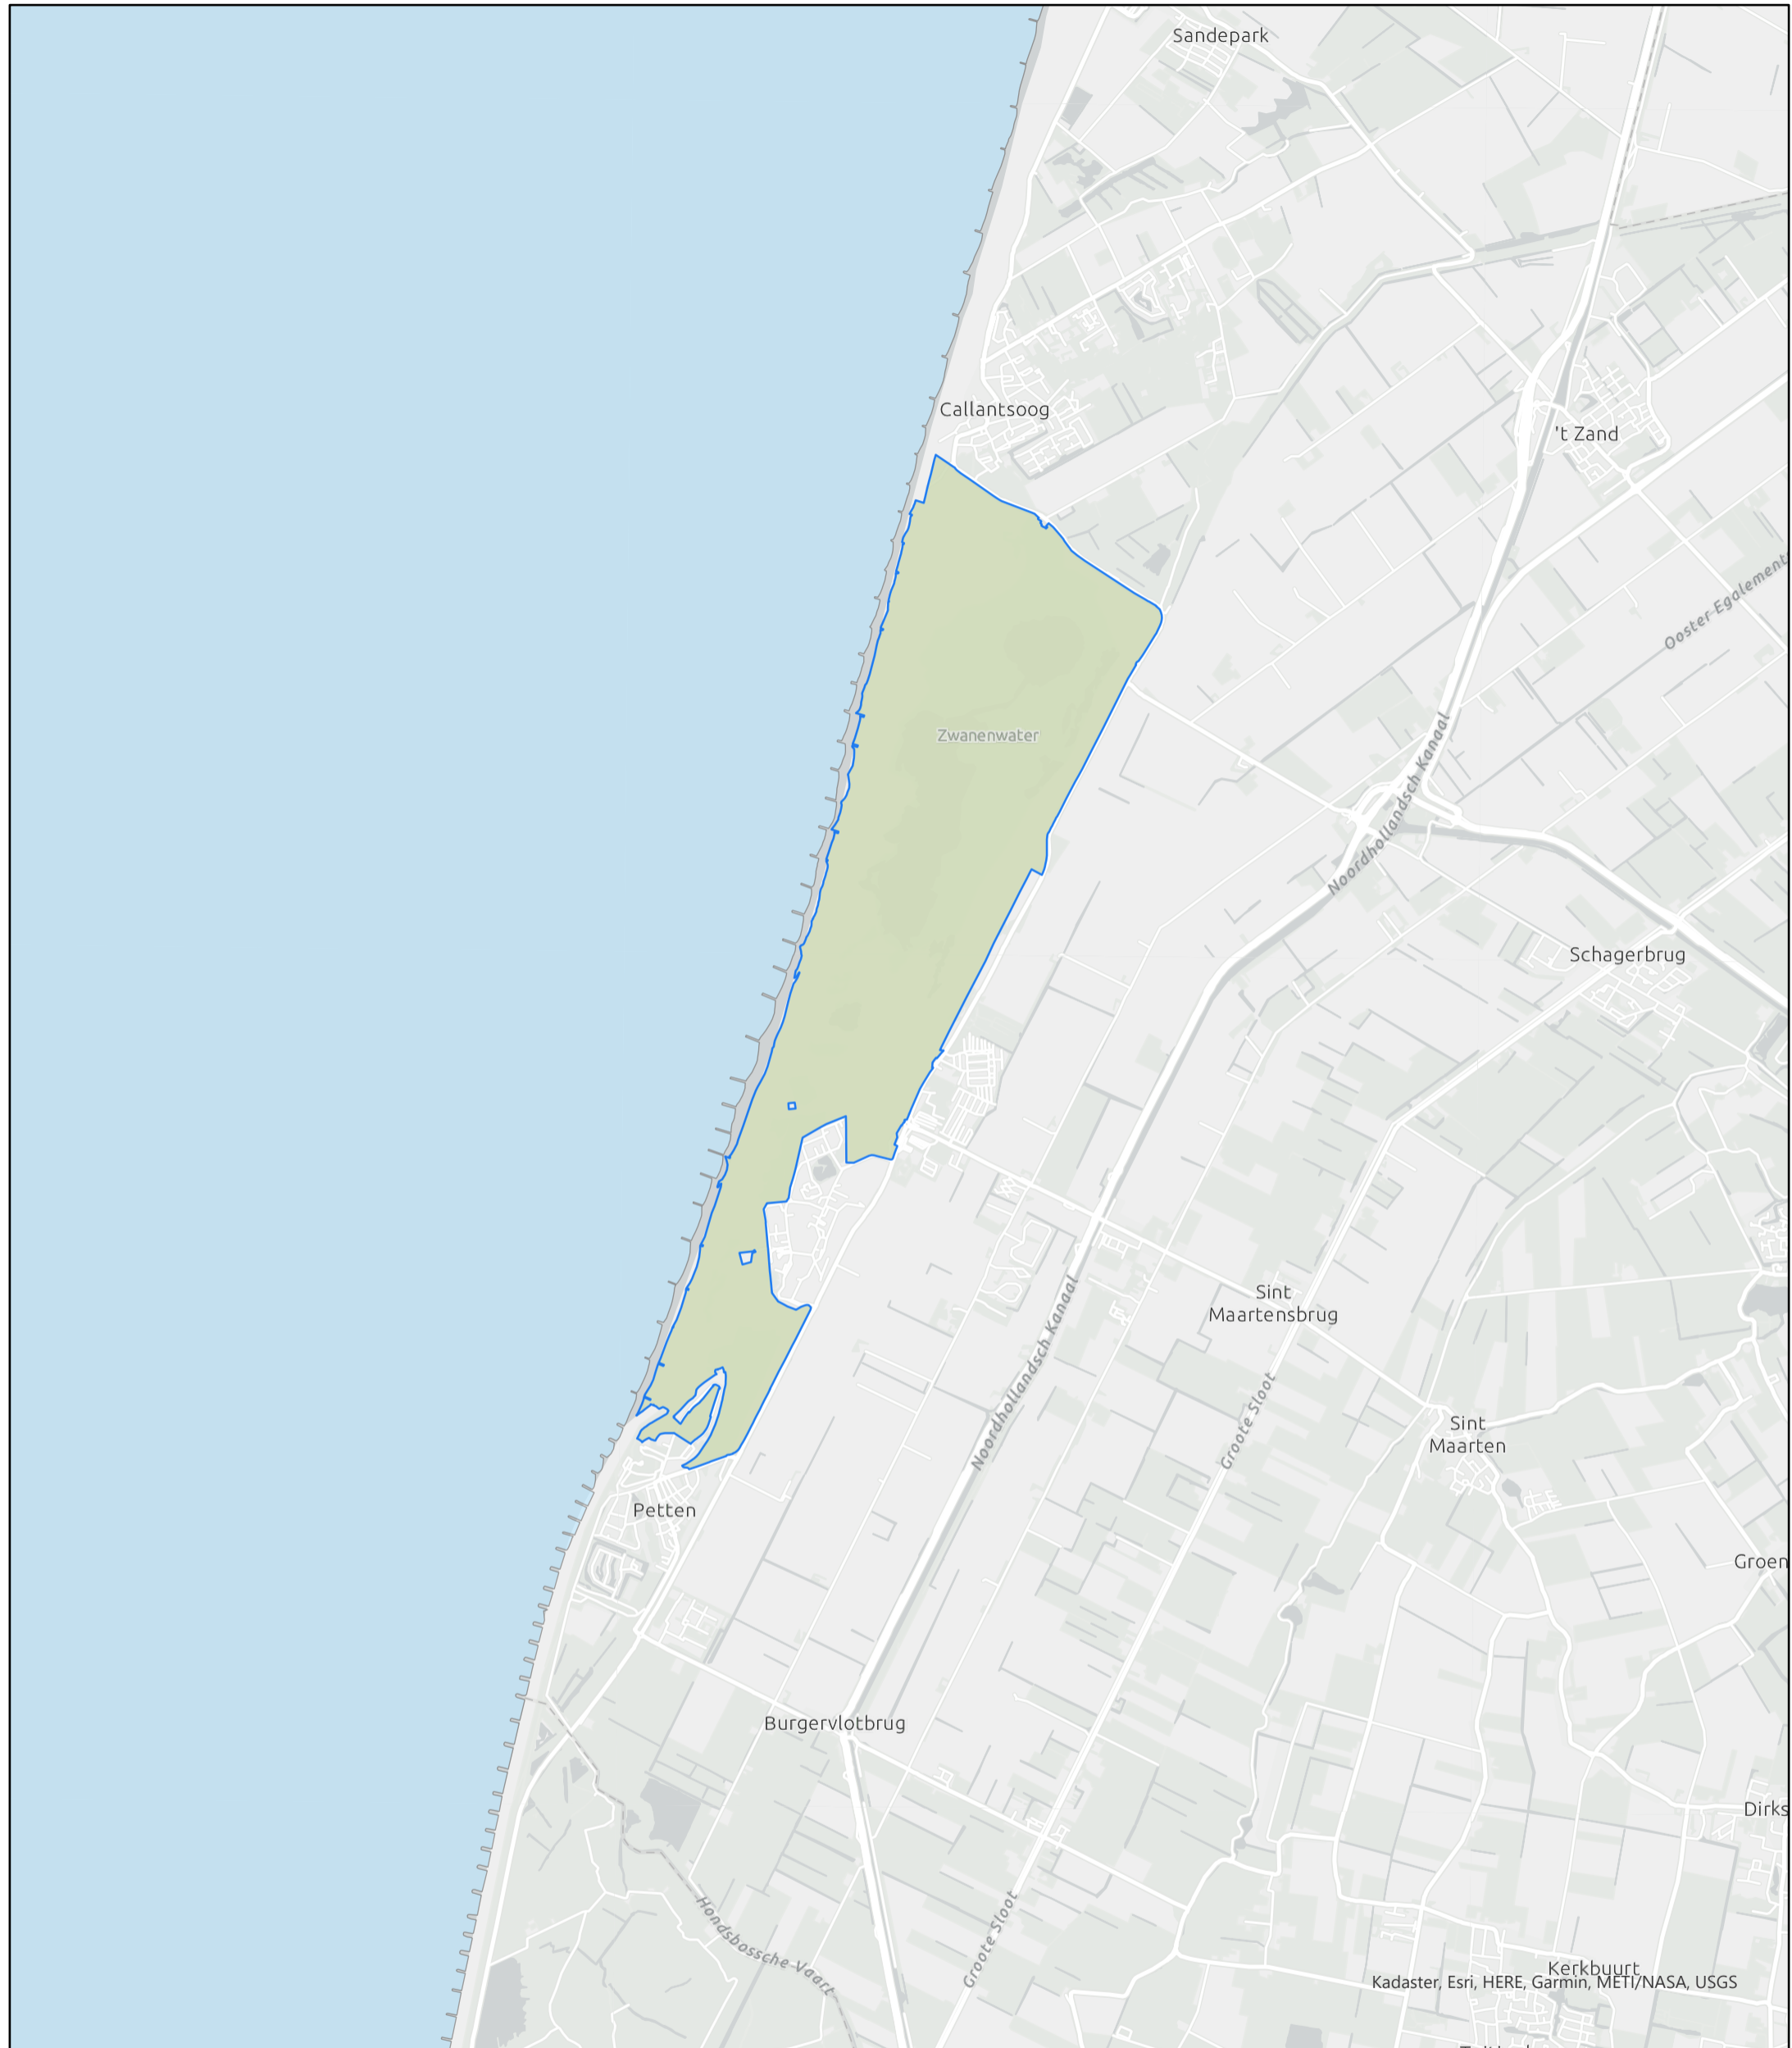 Sandepark
Callantsoog
't Zand
Ooster-Egalement
Zwanenwater
Noordhollandsch Kanaal
Schagerbrug
Sint
Maartensbrug
Noordhollandsch Kanaal
Groote Sloot
Sint
Maarten
Petten
Groen
Burgervlotbrug
Dirks
Hondsbossche Vaart
Groote Sloot
Kerkbuurt
Kadaster, Esri, HERE, Garmin, METI/NASA, USGS